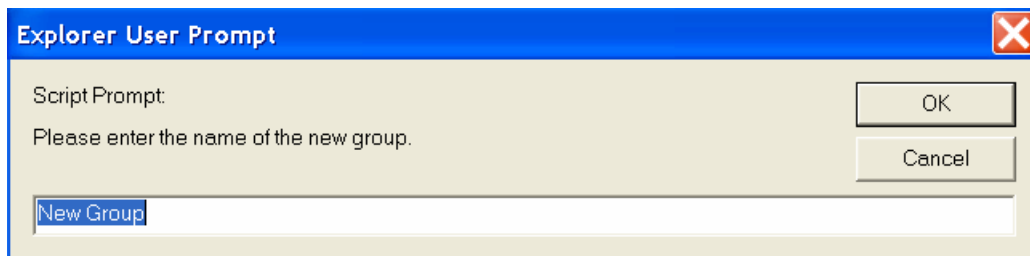 Explorer User Prompt
Script Prompt:
OK
Please enter the name of the new group.
Cancel
New Group